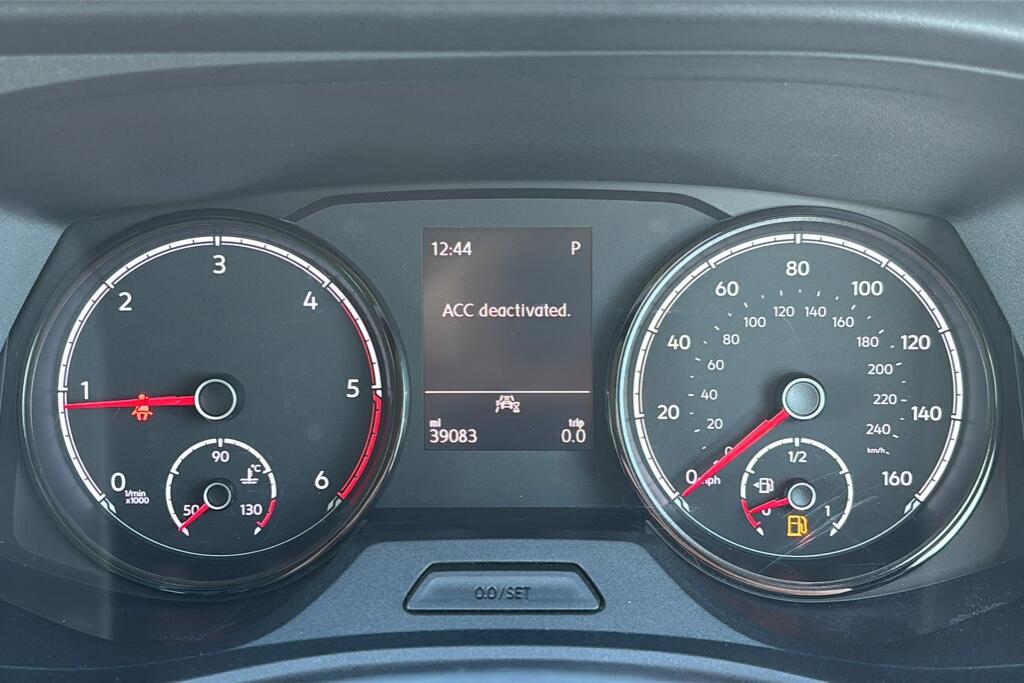 12:44 P
ACC deactivated.
mi trip
39083 0.0
0 1 2 3 4 5 6
1/min
x1000
50 90 130
°C
0 20 40 60 80 100 120 140 160
mph
0 20 40 60 80 100 120 140 160 180 200 220 240
km/h
0 1/2 1
0.0/SET